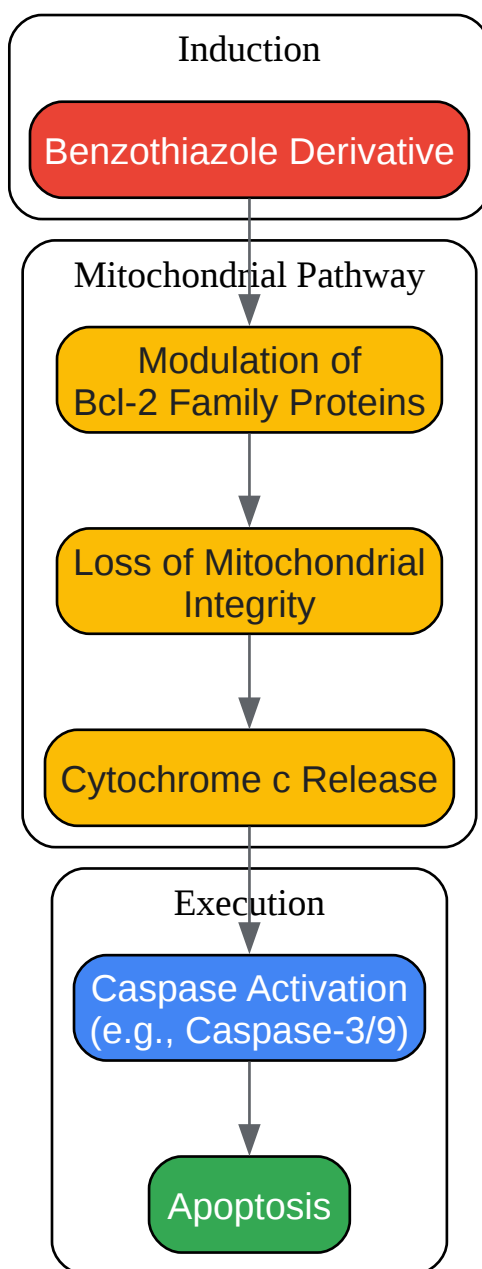 Induction
Benzothiazole Derivative
Mitochondrial Pathway
Modulation of
Bcl-2 Family Proteins
Loss of Mitochondrial
Integrity
Cytochrome c Release
Execution
Caspase Activation
(e.g., Caspase-3/9)
Apoptosis